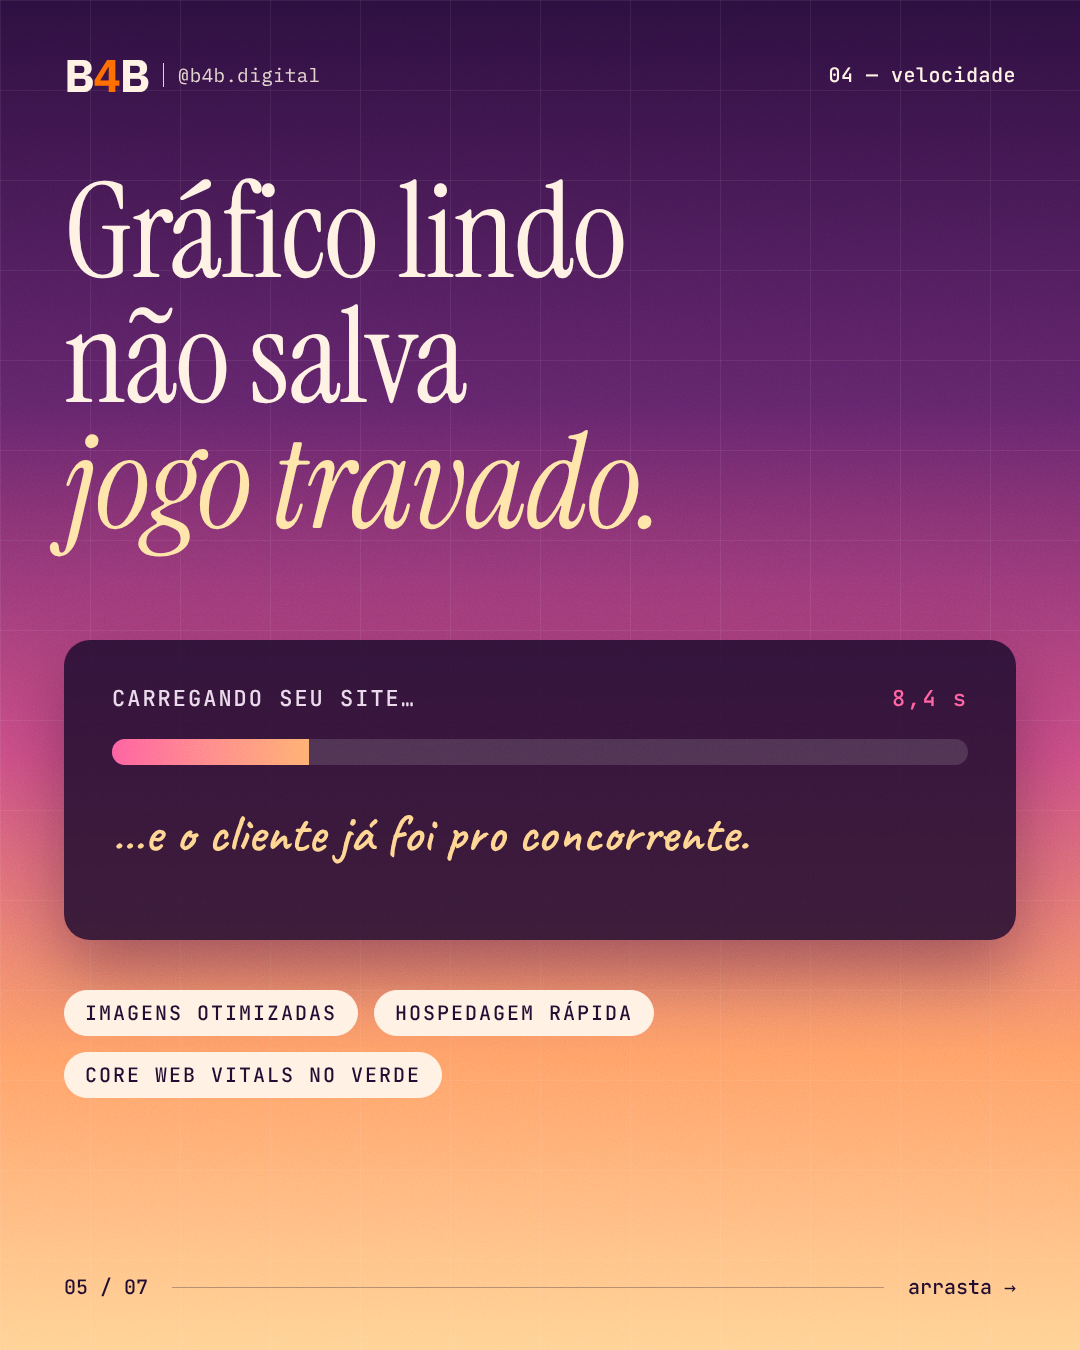 B4B | @b4b.digital
04 — velocidade
Gráfico lindo
não salva
jogo travado.
CARREGANDO SEU SITE…
8,4 s
...e o cliente já foi pro concorrente.
IMAGENS OTIMIZADAS
HOSPEDAGEM RÁPIDA
CORE WEB VITALS NO VERDE
05 / 07
arrasta →